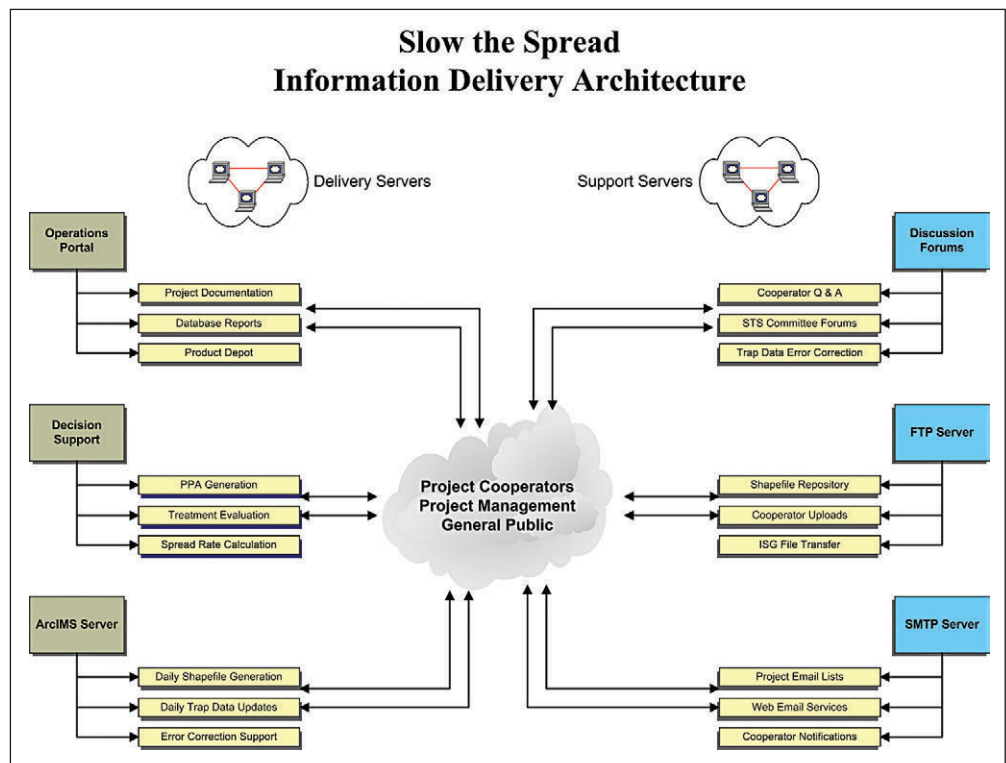 Slow the Spread
Information Delivery Architecture
Delivery Servers
Support Servers
Operations
Portal
Project Documentation
Database Reports
Product Depot
Decision
Support
PPA Generation
Treatment Evaluation
Spread Rate Calculation
ArcIMS Server
Daily Shapefile Generation
Daily Trap Data Updates
Error Correction Support
Project Cooperators
Project Management
General Public
Discussion
Forums
Cooperator Q & A
STS Committee Forums
Trap Data Error Correction
FTP Server
Shapefile Repository
Cooperator Uploads
ISG File Transfer
SMTP Server
Project Email Lists
Web Email Services
Cooperator Notifications